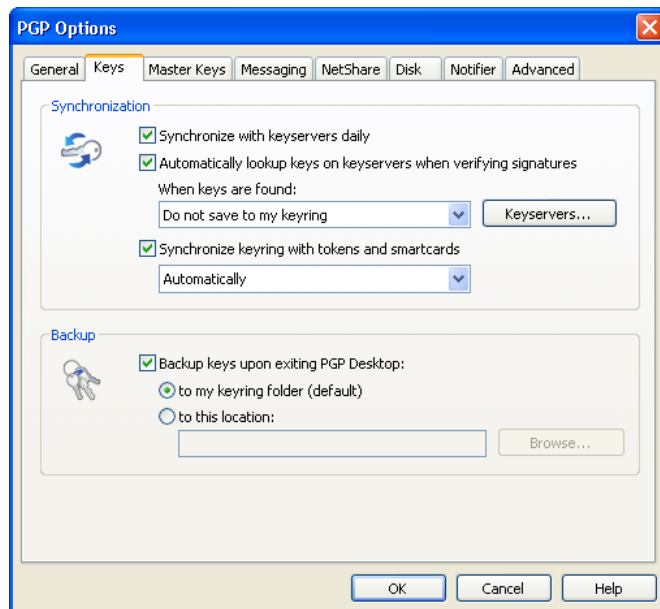 PGP Options
General Keys Master Keys Messaging NetShare Disk Notifier Advanced
Synchronization
Synchronize with keyservers daily
Automatically lookup keys on keyservers when verifying signatures
When keys are found:
Do not save to my keyring Keyservers...
Synchronize keyring with tokens and smartcards
Automatically
Backup
Backup keys upon exiting PGP Desktop:
to my keyring folder (default)
to this location:
Browse...
OK Cancel Help